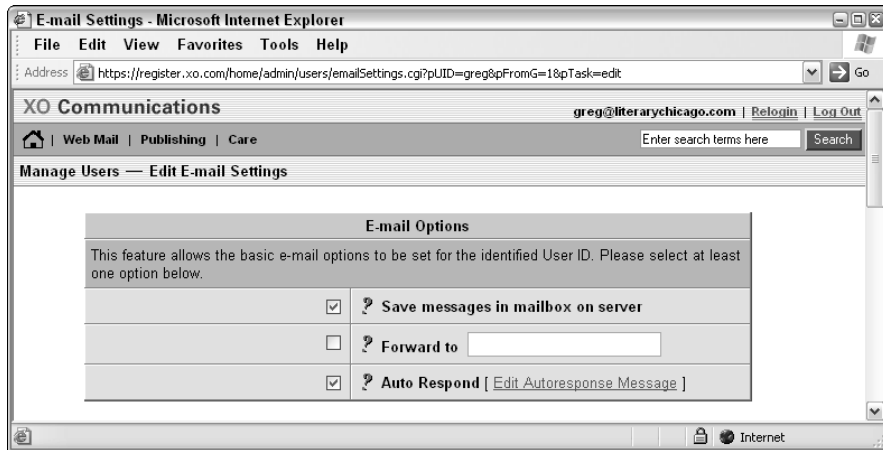 E-mail Settings - Microsoft Internet Explorer
File Edit View Favorites Tools Help
Address https://register.xo.com/home/admin/users/emailSettings.cgi?pUID=greg&pFromG=1&pTask=edit Go
XO Communications
greg@literarychicago.com | Relogin | Log Out
| Web Mail | Publishing | Care Enter search terms here Search
Manage Users — Edit E-mail Settings
E-mail Options
This feature allows the basic e-mail options to be set for the identified User ID. Please select at least
one option below.
? Save messages in mailbox on server
? Forward to
? Auto Respond [ Edit Autoresponse Message ]
Internet